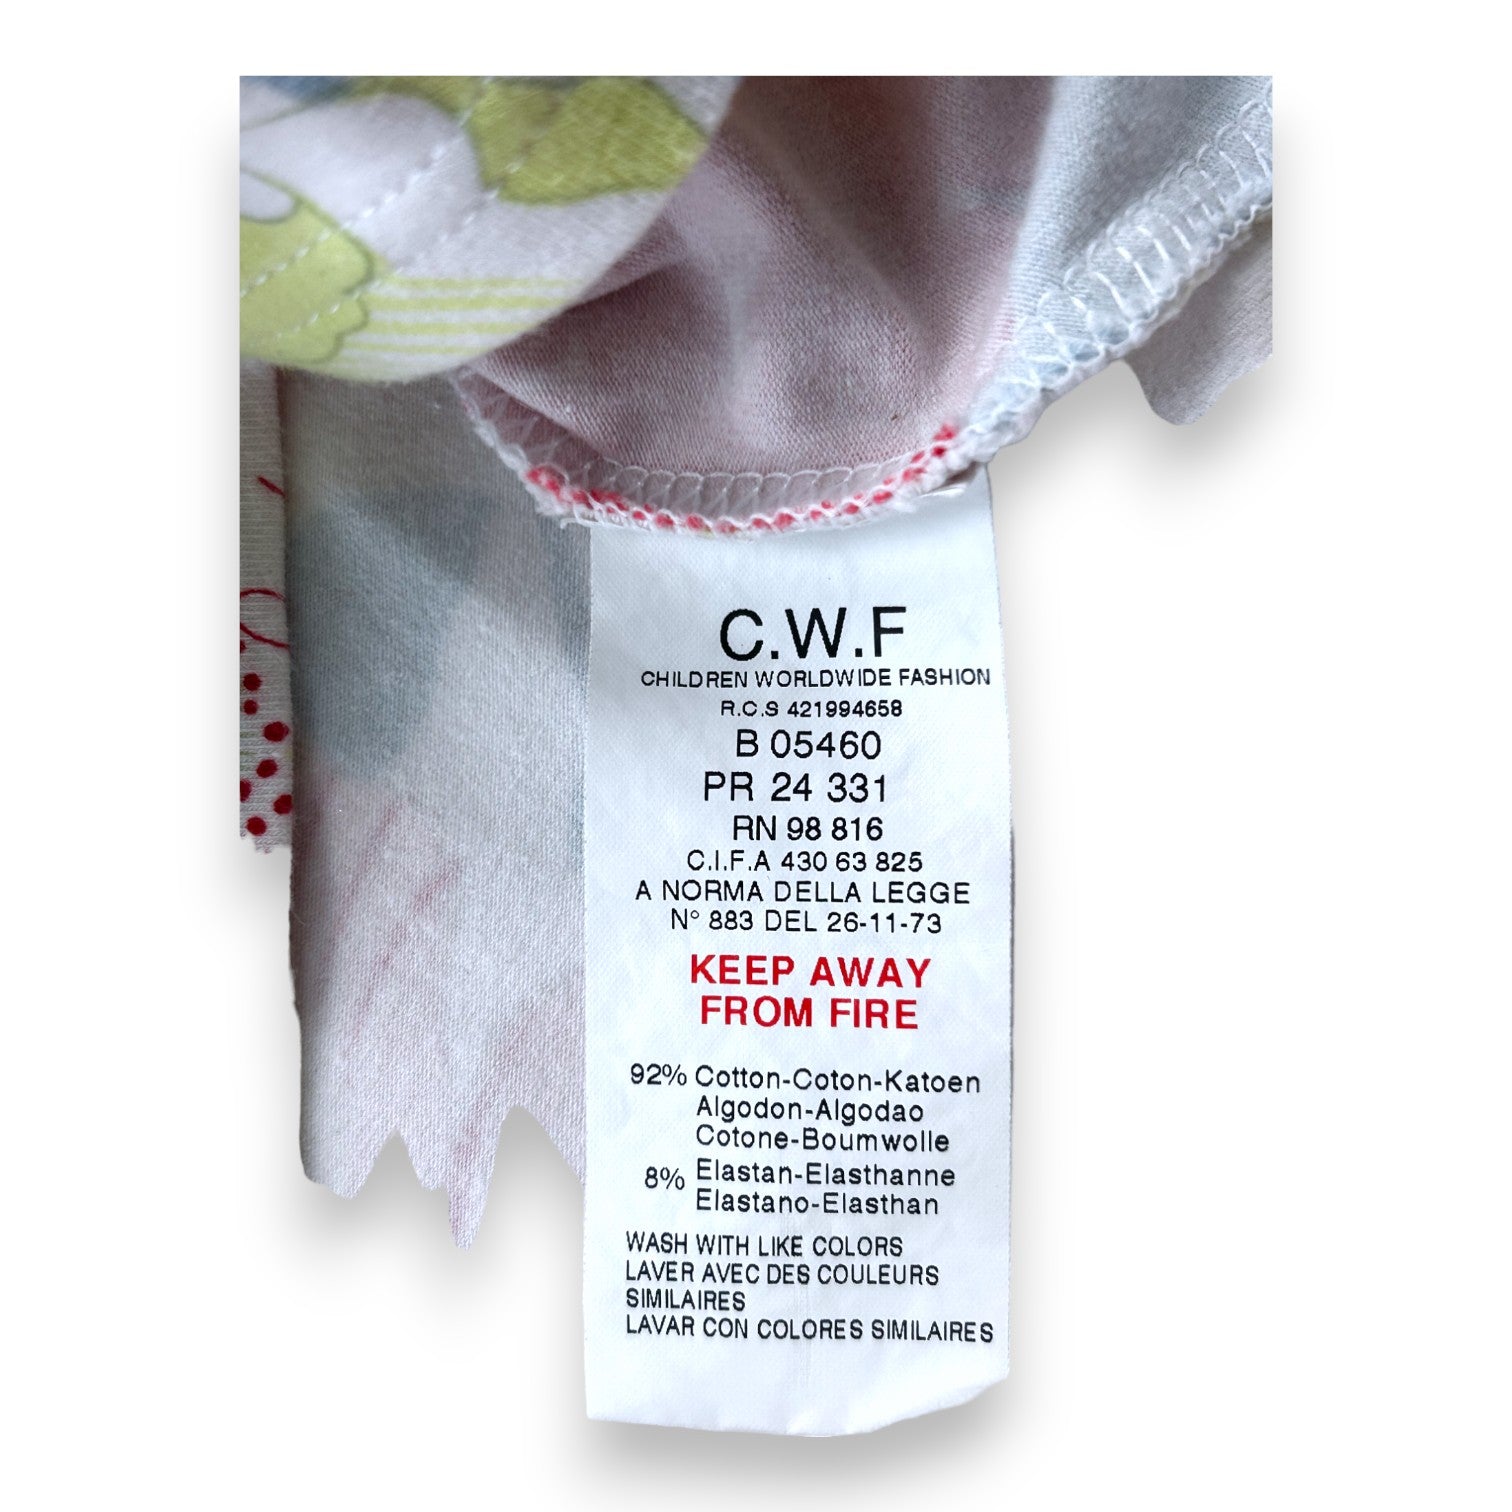 C.W.F
CHILDREN WORLDWIDE FASHION
R.C.S 421994658
B 05460
PR 24 331
RN 98 816
C.I.F.A 430 63 825
A NORMA DELLA LEGGE
N° 883 DEL 26-11-73
KEEP AWAY
FROM FIRE
92% Cotton-Coton-Katoen
Algodon-Algodao
Cotone-Boumwolle
8% Elastan-Elasthanne
Elastano-Elasthan
WASH WITH LIKE COLORS
LAVER AVEC DES COULEURS
SIMILAIRES
LAVAR CON COLORES SIMILAIRES